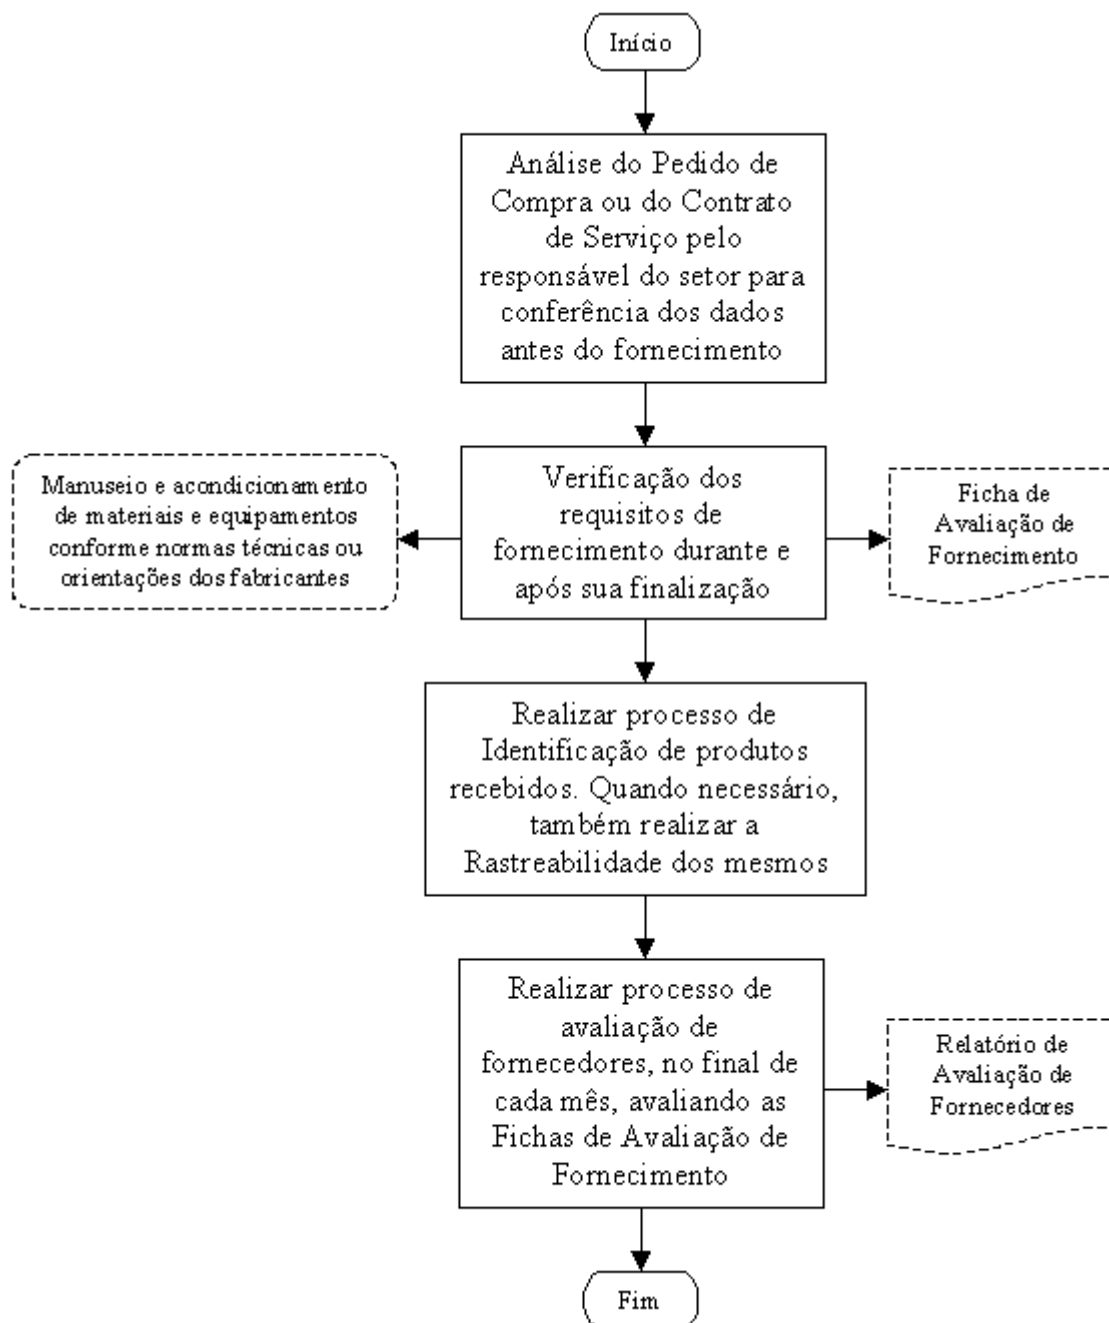 Início
Análise do Pedido de
Compra ou do Contrato
de Serviço pelo
responsável do setor para
conferência dos dados
antes do fornecimento
Manuseio e acondicionamento
de materiais e equipamentos
conforme normas técnicas ou
orientações dos fabricantes
Verificação dos
requisitos de
fornecimento durante e
após sua finalização
Ficha de
Avaliação de
Fornecimento
Realizar processo de
Identificação de produtos
recebidos. Quando necessário,
também realizar a
Rastreabilidade dos mesmos
Realizar processo de
avaliação de
fornecedores, no final de
cada mês, avaliando as
Fichas de Avaliação de
Fornecimento
Relatório de
Avaliação de
Fornecedores
Fim